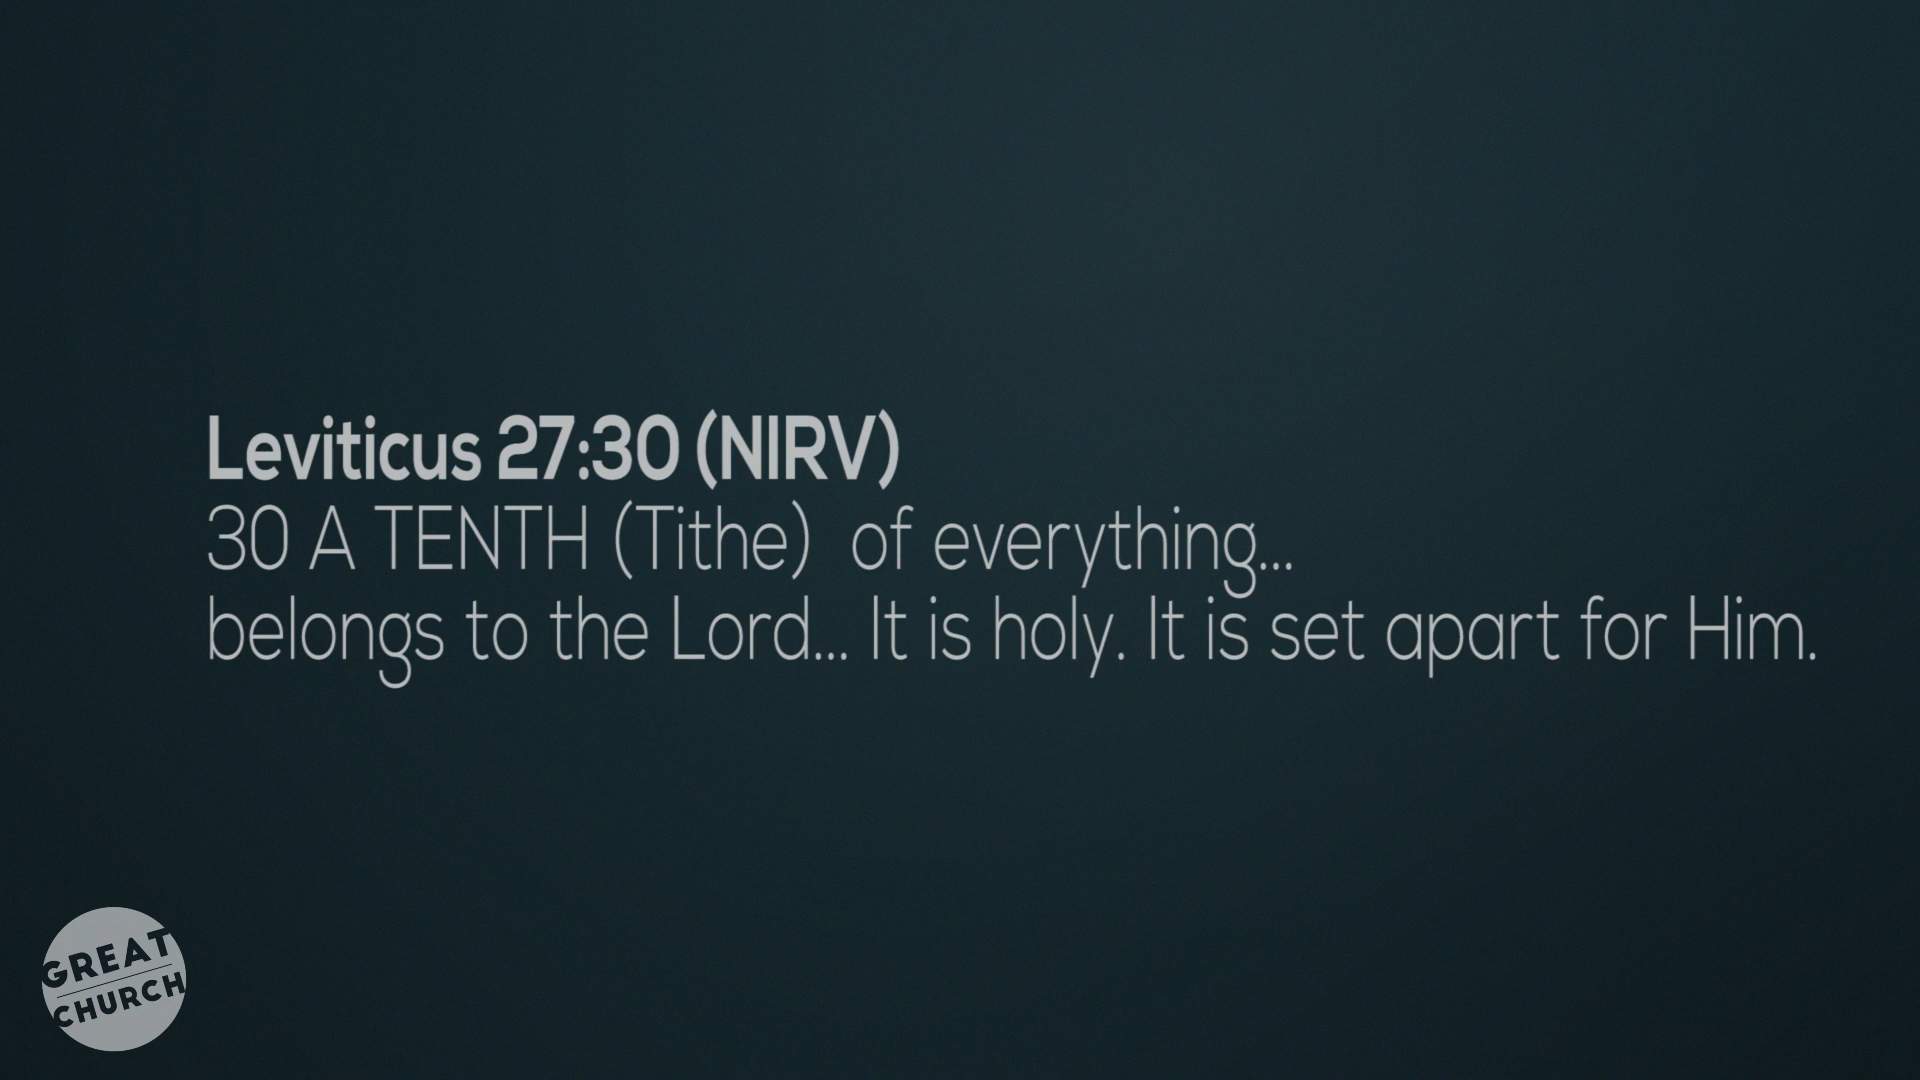 Leviticus 27:30 (NIRV)
30 A TENTH (Tithe)  of everything...
belongs to the Lord... It is holy. It is set apart for Him.
GREAT
CHURCH